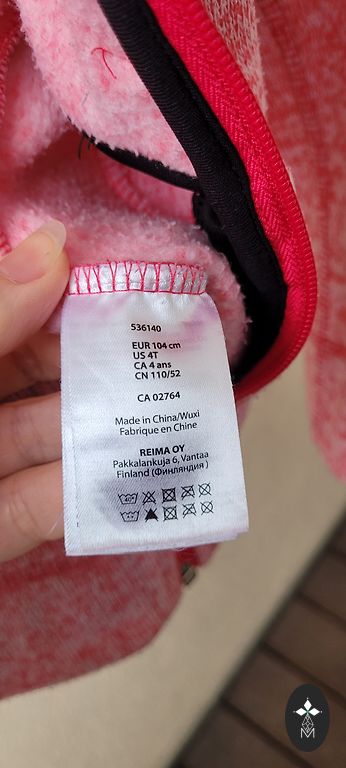 536140
EUR 104 cm
US 4T
CA 4 ans
CN 110/52
CA 02764
Made in China/Wuxi
Fabrique en Chine
REIMA OY
Pakkalankuja 6, Vantaa
Finland (Финляндия )
M